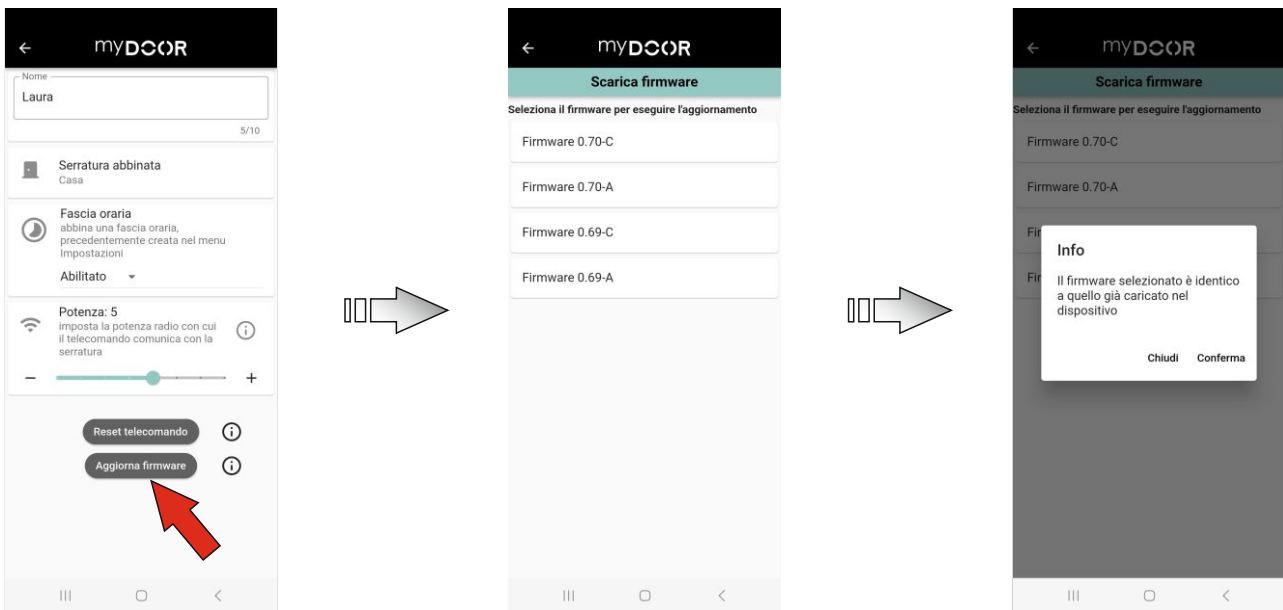 myDOOR
Nome
Laura
5/10
Serratura abbinata
Casa
Fascia oraria
abbina una fascia oraria,
precedentemente creata nel menu
Impostazioni
Abilitato
Potenza: 5
imposta la potenza radio con cui
il telecomando comunica con la
serratura
Reset telecomando
Aggiorna firmware
myDOOR
Scarica firmware
Seleziona il firmware per eseguire l'aggiornamento
Firmware 0.70-C
Firmware 0.70-A
Firmware 0.69-C
Firmware 0.69-A
myDOOR
Scarica firmware
Seleziona il firmware per eseguire l'aggiornamento
Firmware 0.70-C
Firmware 0.70-A
Fir
Fir
Info
Il firmware selezionato è identico
a quello già caricato nel
dispositivo
Chiudi Conferma